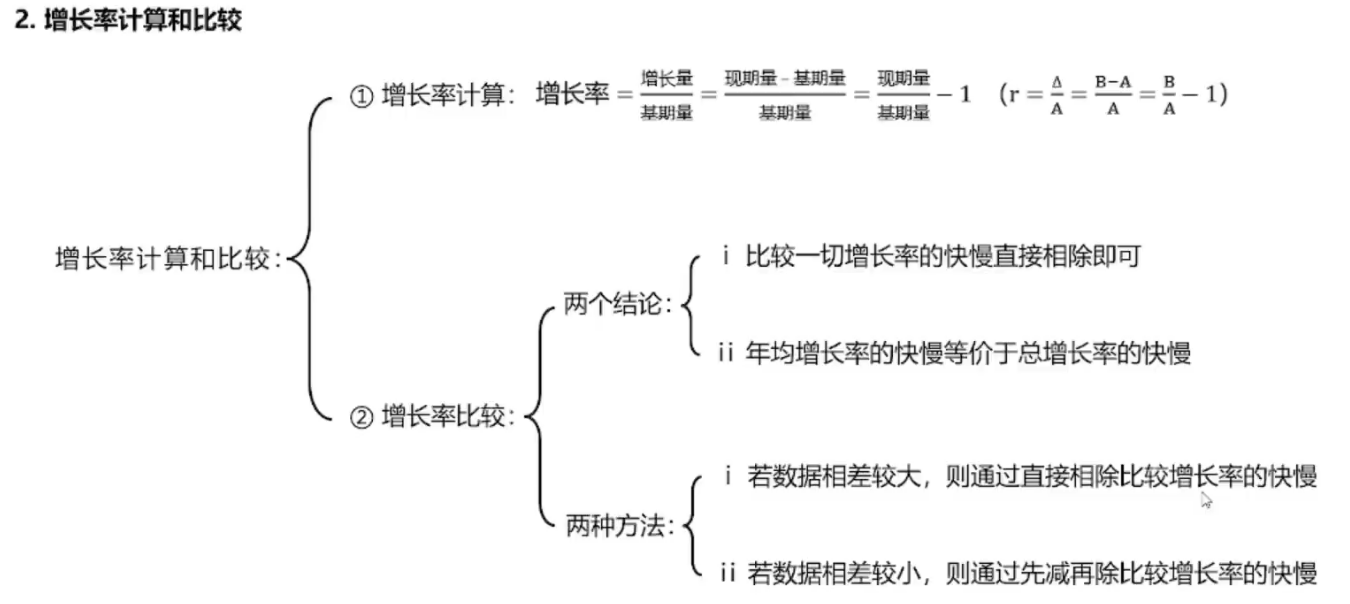 2. 增长率计算和比较
① 增长率计算：增长率=增长量/基期量=现期量-基期量/基期量=现期量/基期量-1 （r=Δ/A=B-A/A=B/A-1）
增长率计算和比较：
i 比较一切增长率的快慢直接相除即可
两个结论：
ii 年均增长率的快慢等价于总增长率的快慢
② 增长率比较：
i 若数据相差较大，则通过直接相除比较增长率的快慢
两种方法：
ii 若数据相差较小，则通过先减再除比较增长率的快慢